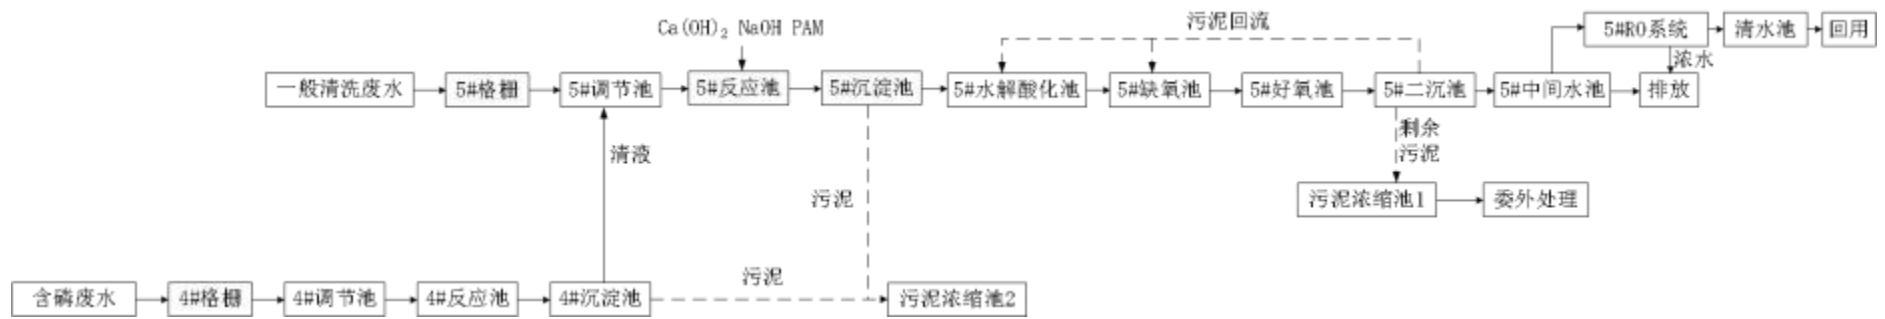 污泥回流
Ca(OH)₂ NaOH PAM
5#RO系统
清水池
回用
浓水
一般清洗废水
5#格栅
5#调节池
5#反应池
5#沉淀池
5#水解酸化池
5#缺氧池
5#好氧池
5#二沉池
5#中间水池
排放
清液
剩余
污泥
污泥
污泥浓缩池1
委外处理
污泥
含磷废水
4#格栅
4#调节池
4#反应池
4#沉淀池
污泥浓缩池2